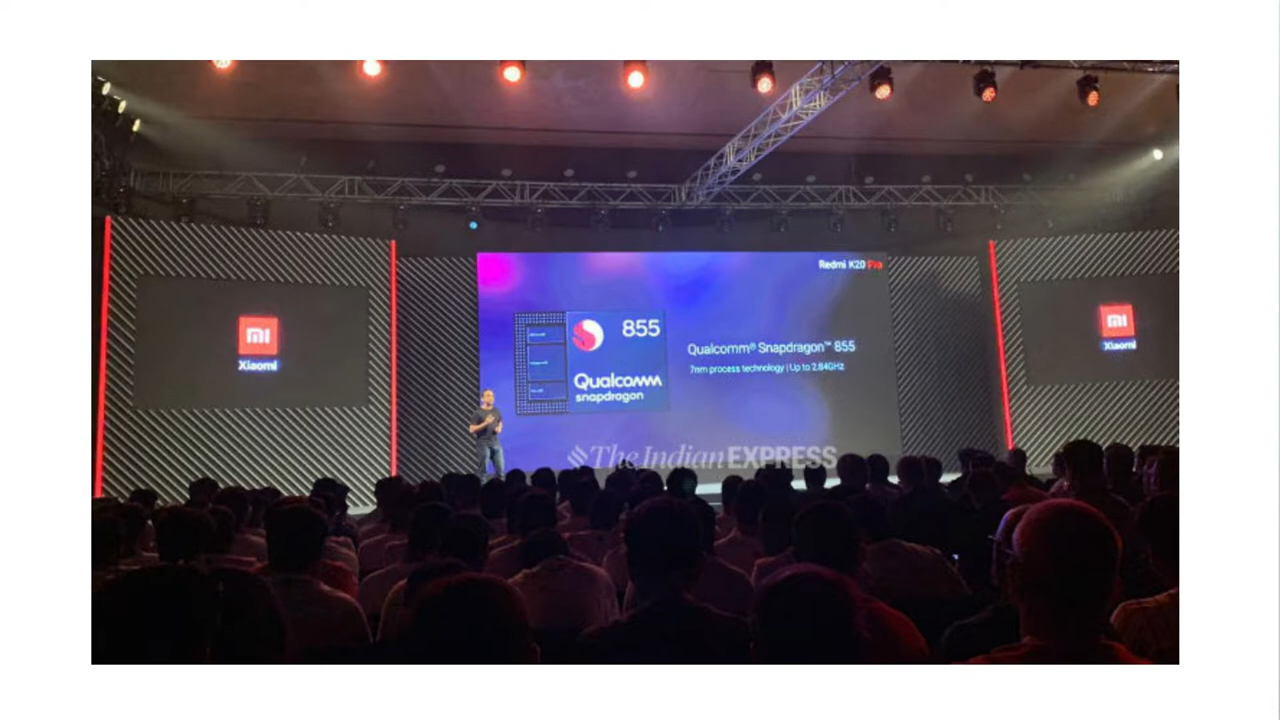 Redmi K20 Pro
855
Qualcomm
snapdragon
Qualcomm® Snapdragon™ 855
7nm process technology | Up to 2.84GHz
mi
Xiaomi
mi
Xiaomi
The Indian EXPRESS